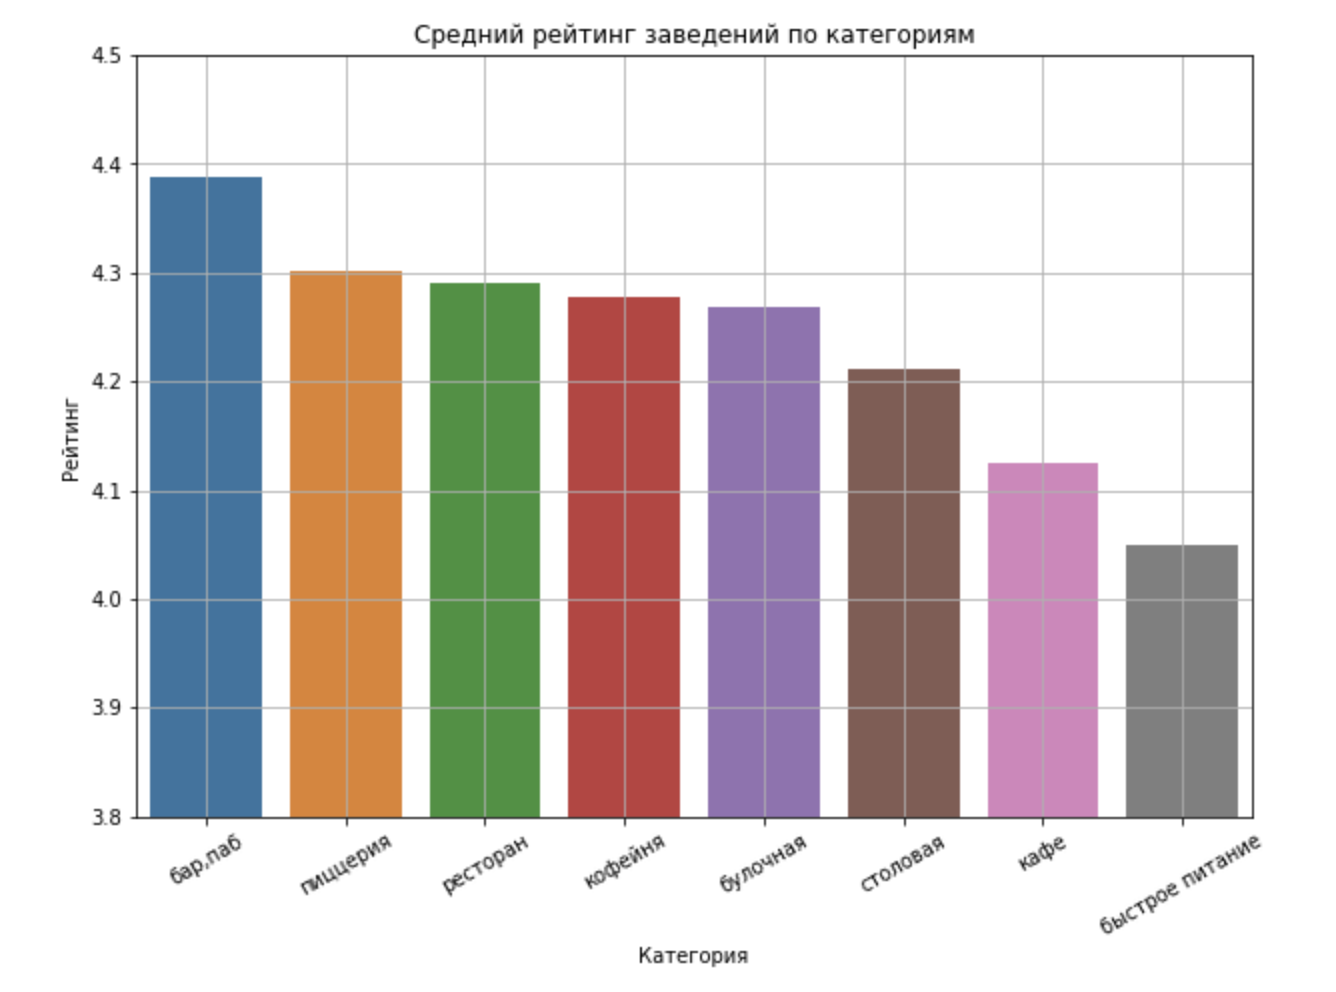 Средний рейтинг заведений по категориям
4.5
4.4
4.3
4.2
4.1
4.0
3.9
3.8
Рейтинг
бар,паб
пиццерия
ресторан
кофейня
булочная
столовая
кафе
быстрое питание
Категория